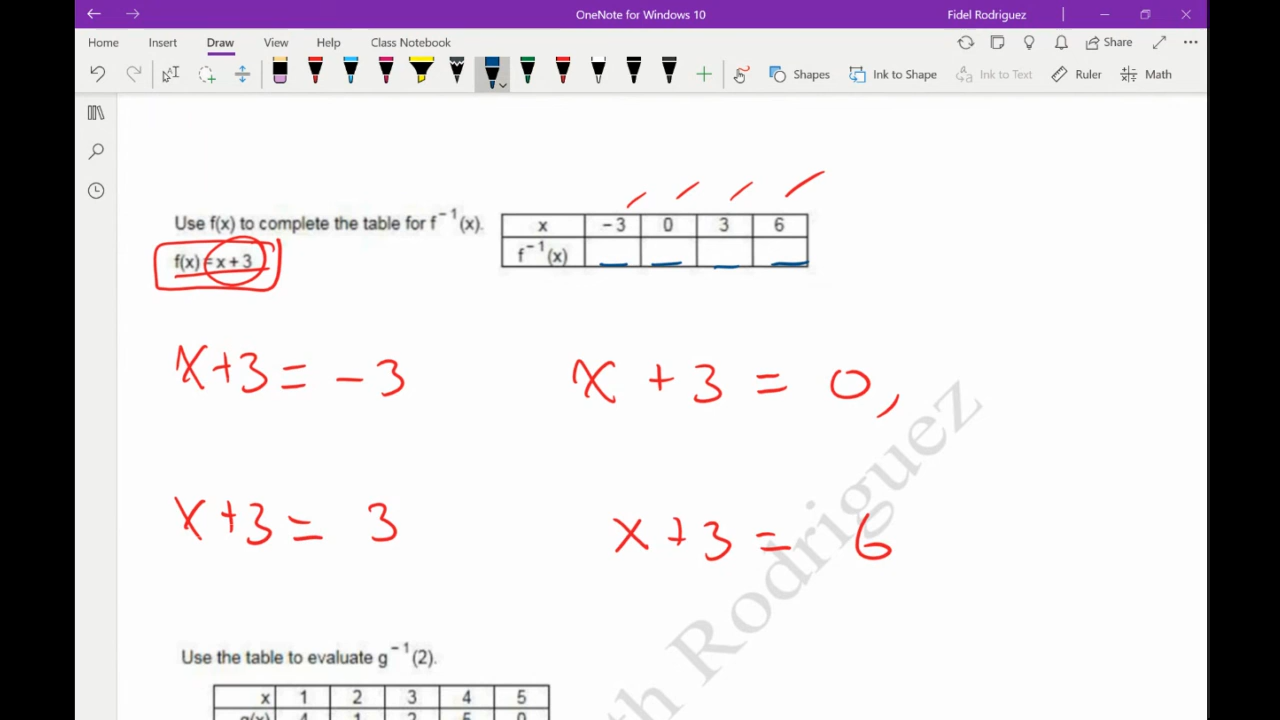 OneNote for Windows 10
Fidel Rodriguez
Home Insert Draw View Help Class Notebook
Share
Shapes Ink to Shape Ink to Text Ruler Math
Use f(x) to complete the table for f⁻¹(x).
f(x) = x + 3
x −3 0 3 6
f⁻¹(x)
x+3 = −3
x + 3 = 0,
x+3 = 3
x+3 = 6
Rodriguez
Use the table to evaluate g⁻¹(2).
x 1 2 3 4 5